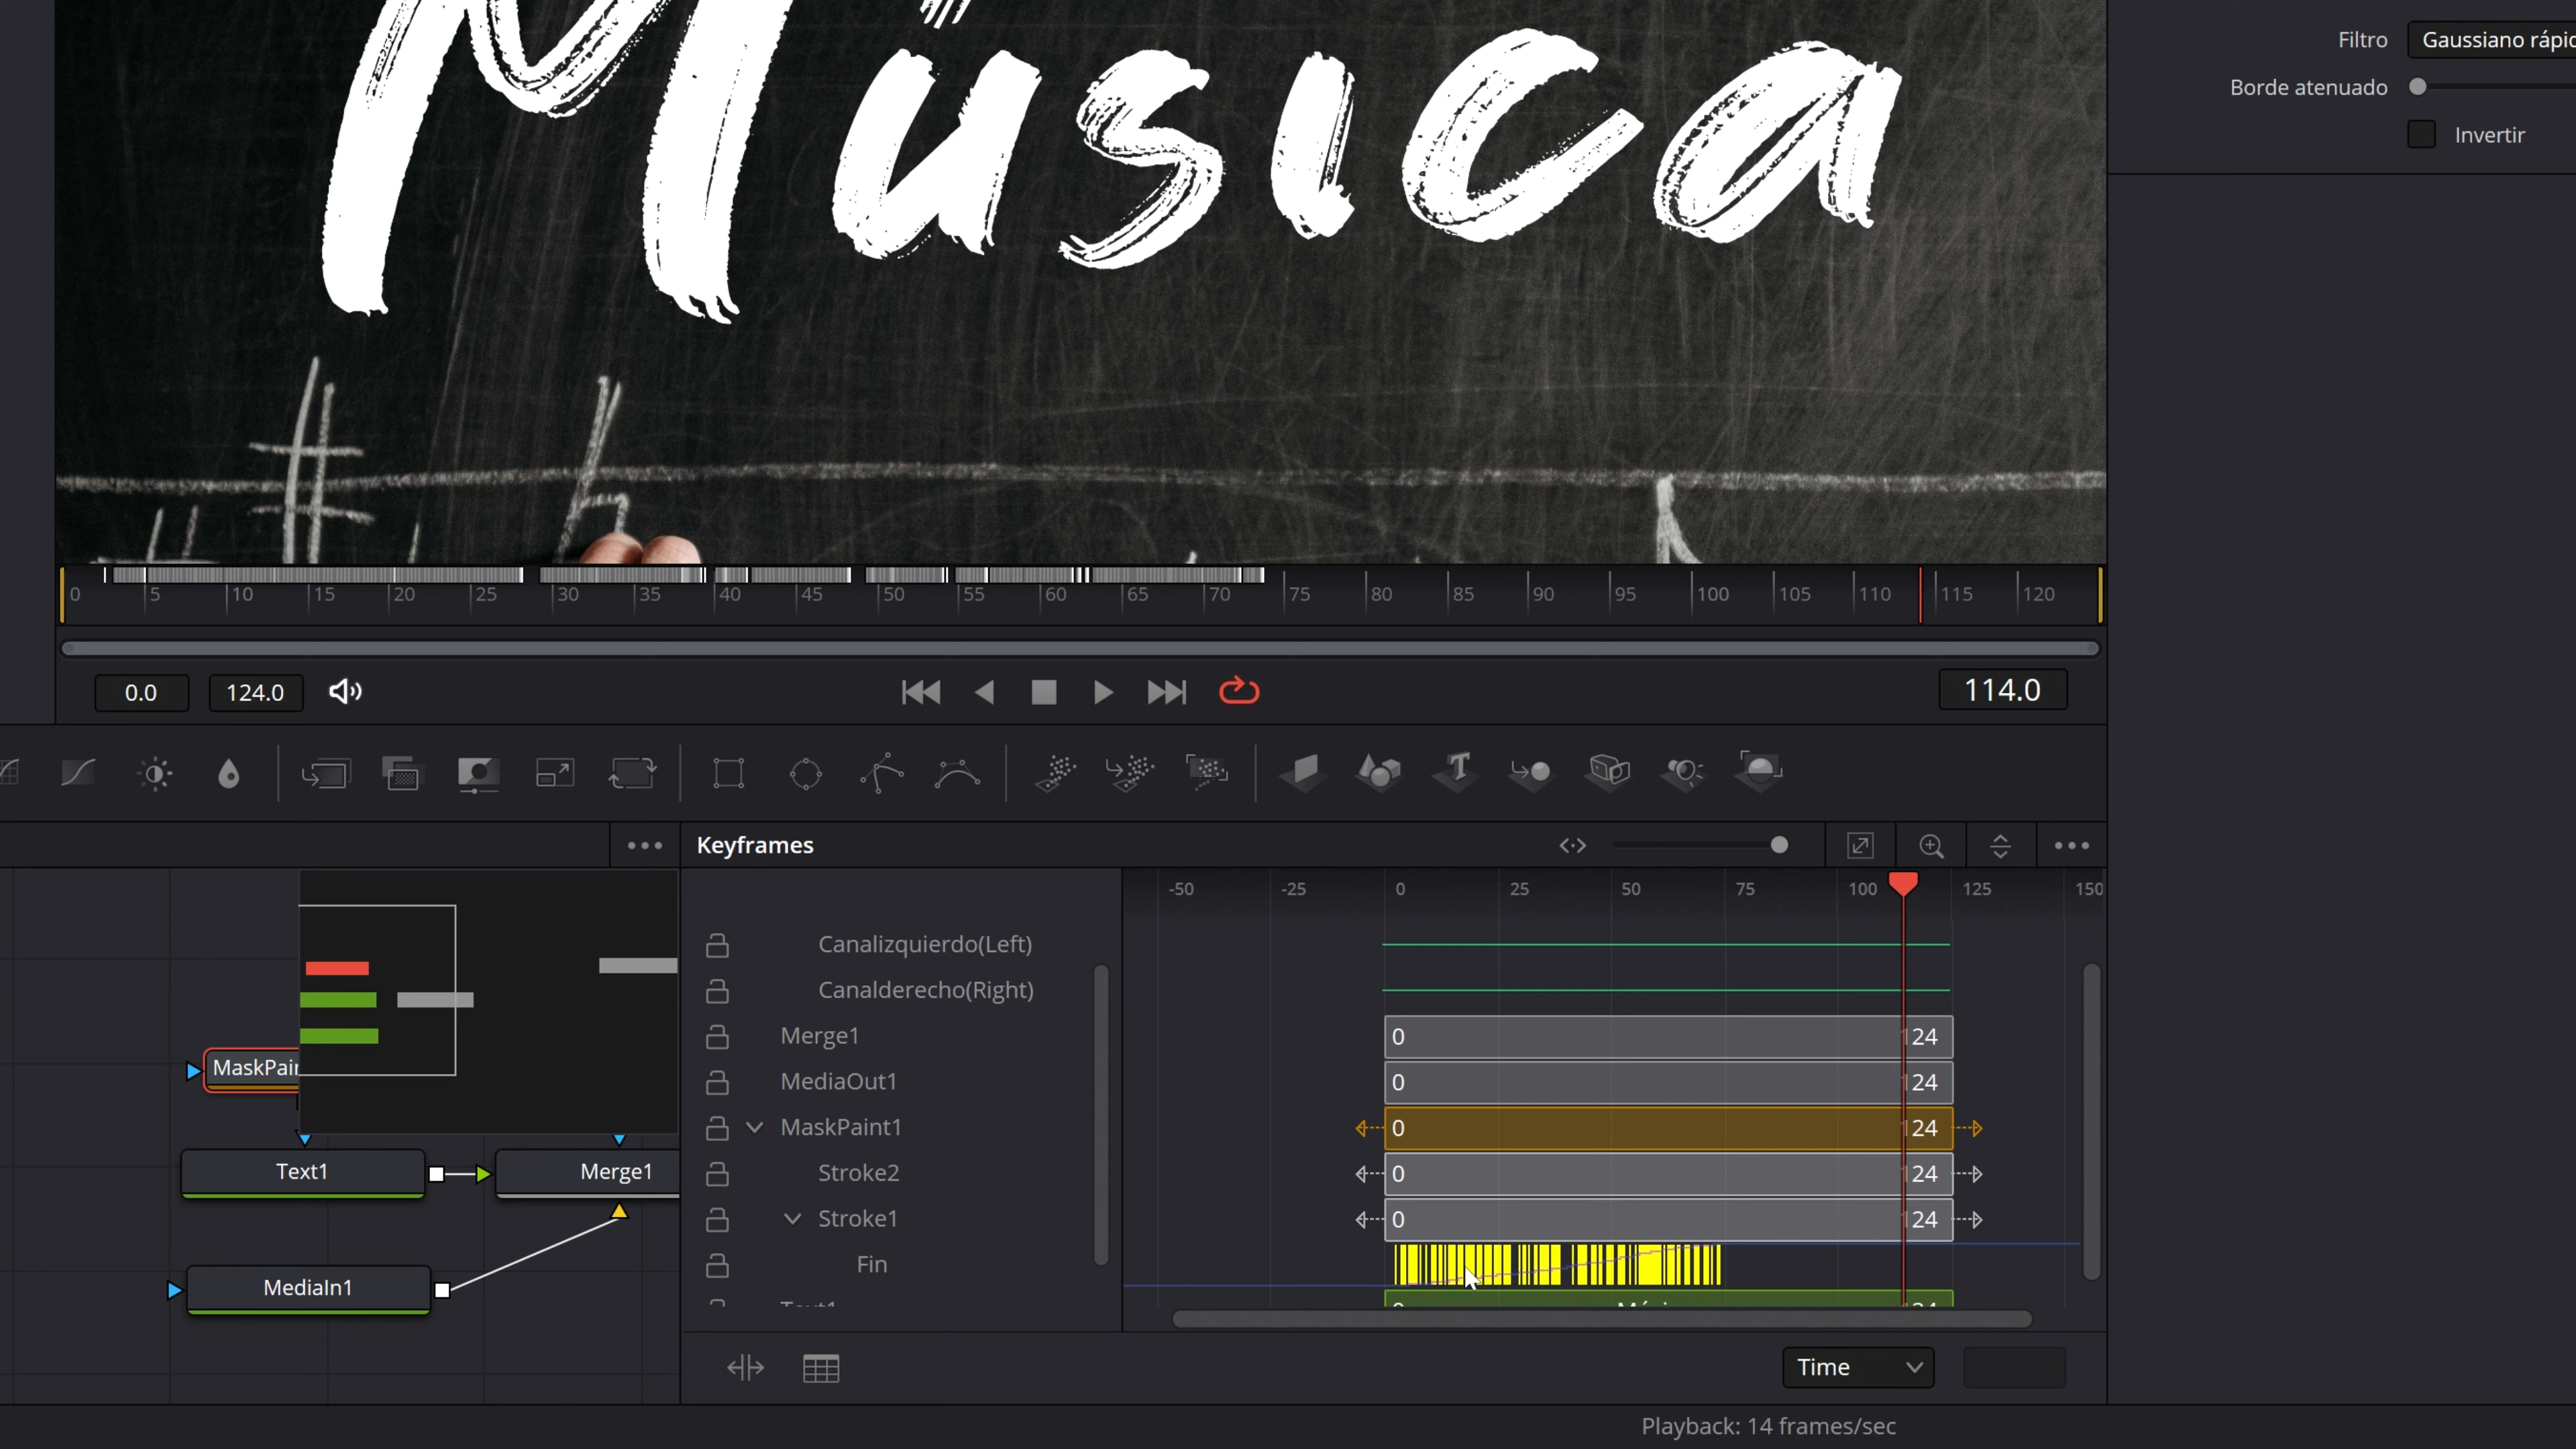 Música
Filtro
Gaussiano rápic
Borde atenuado
Invertir
0 5 10 15 20 25 30 35 40 45 50 55 60 65 70 75 80 85 90 95 100 105 110 115 120
0.0 124.0
114.0
Keyframes
-50 -25 0 25 50 75 100 125 150
Canalizquierdo(Left)
Canalderecho(Right)
Merge1 0 24
MediaOut1 0 24
MaskPaint1 0 24
Stroke2 0 24
Stroke1 0 24
Fin
MaskPain
Text1
Merge1
MediaIn1
Time
Playback: 14 frames/sec